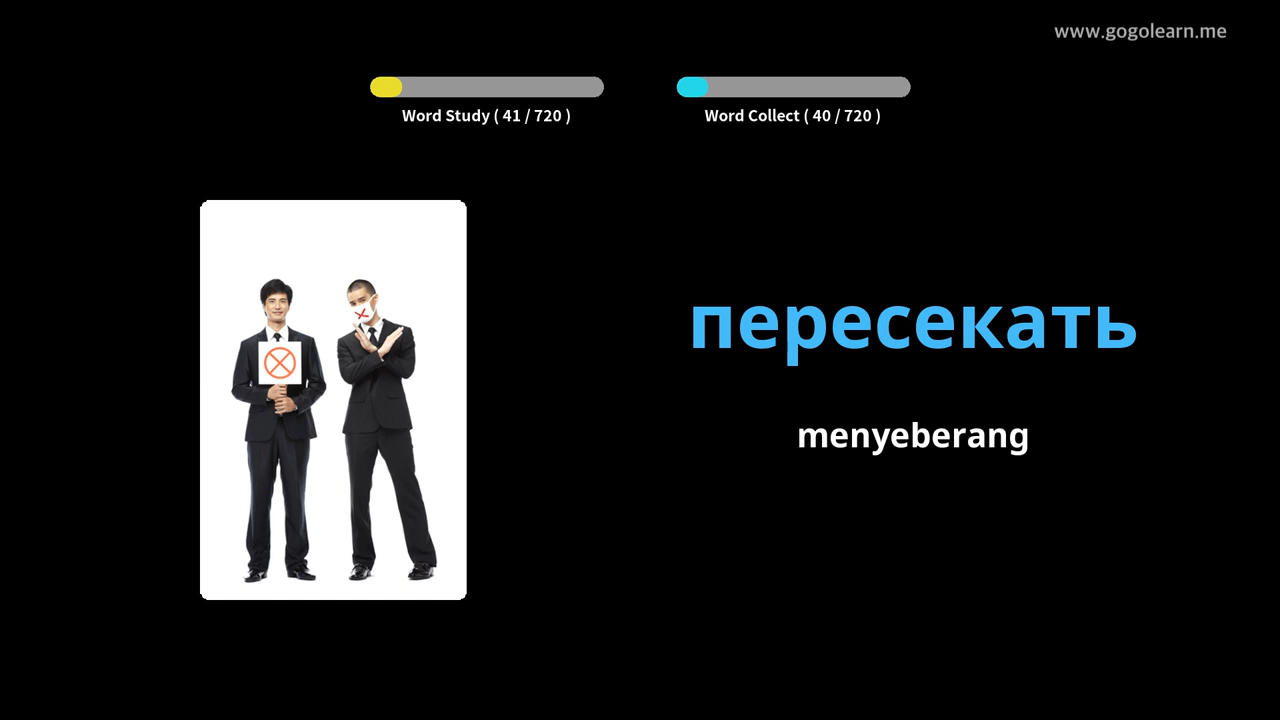 www.gogolearn.me
Word Study ( 41 / 720 )
Word Collect ( 40 / 720 )
пересекать
menyeberang